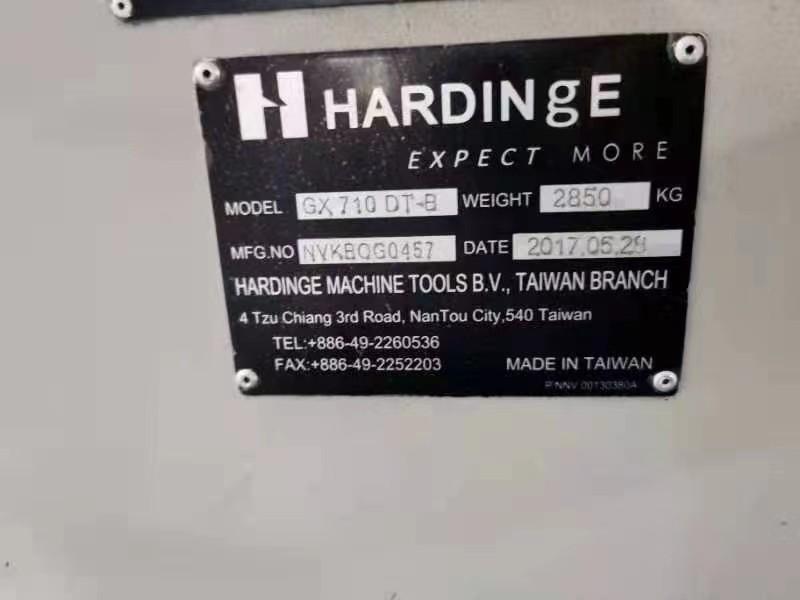 HARDINgE
EXPECT MORE
MODEL GX 710 DT-B WEIGHT 2850 KG
MFG.NO NVKBQG0457 DATE 2017.05.28
HARDINGE MACHINE TOOLS B.V., TAIWAN BRANCH
4 Tzu Chiang 3rd Road, NanTou City,540 Taiwan
TEL:+886-49-2260536
FAX:+886-49-2252203 MADE IN TAIWAN